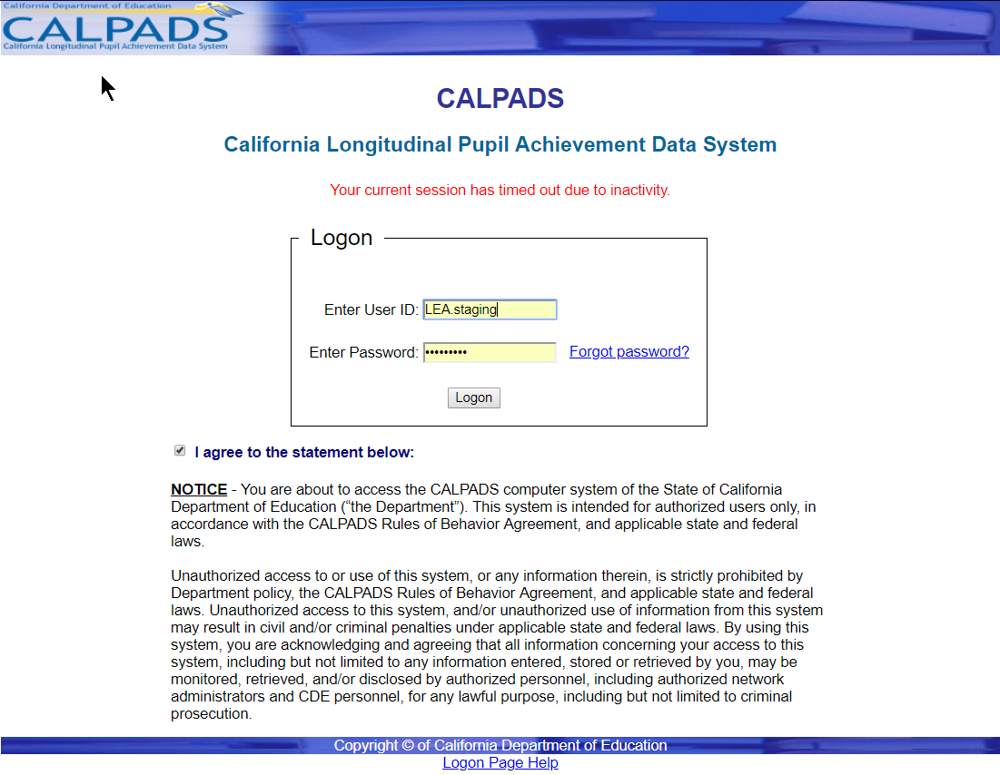 California Department of Education
CALPADS
California Longitudinal Pupil Achievement Data System
CALPADS
California Longitudinal Pupil Achievement Data System
Your current session has timed out due to inactivity.
Logon
Enter User ID: LEA.staging
Enter Password: ••••••••• Forgot password?
Logon
I agree to the statement below:
NOTICE - You are about to access the CALPADS computer system of the State of California
Department of Education (“the Department”). This system is intended for authorized users only, in
accordance with the CALPADS Rules of Behavior Agreement, and applicable state and federal
laws.
Unauthorized access to or use of this system, or any information therein, is strictly prohibited by
Department policy, the CALPADS Rules of Behavior Agreement, and applicable state and federal
laws. Unauthorized access to this system, and/or unauthorized use of information from this system
may result in civil and/or criminal penalties under applicable state and federal laws. By using this
system, you are acknowledging and agreeing that all information concerning your access to this
system, including but not limited to any information entered, stored or retrieved by you, may be
monitored, retrieved, and/or disclosed by authorized personnel, including authorized network
administrators and CDE personnel, for any lawful purpose, including but not limited to criminal
prosecution.
Copyright © of California Department of Education
Logon Page Help